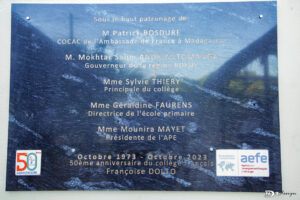 Sous le haut patronage de
M. Patrick BOSDURE
COCAC de l'Ambassade de France à Madagascar
M. Mokhtar Salim
Gouverneur de la région
Mme Sylvie THIERY
Principale du collège
Mme Géraldine FAURENS
Directrice de l'école primaire
Mme Mounira MAYET
Présidente de l'APE
Octobre 1973 - Octobre 2023
50ème anniversaire du collège français
Françoise DOLTO
50
aefe